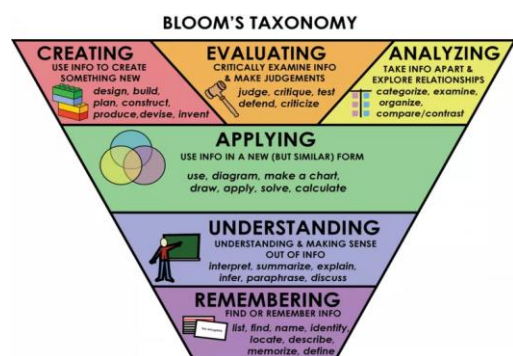 BLOOM'S TAXONOMY
CREATING
USE INFO TO CREATE
SOMETHING NEW
design, build,
plan, construct,
produce,devise, invent
EVALUATING
CRITICALLY EXAMINE INFO
& MAKE JUDGEMENTS
judge, critique, test
defend, criticize
ANALYZING
TAKE INFO APART &
EXPLORE RELATIONSHIPS
categorize, examine,
organize,
compare/contrast
APPLYING
USE INFO IN A NEW (BUT SIMILAR) FORM
use, diagram, make a chart,
draw, apply, solve, calculate
UNDERSTANDING
UNDERSTANDING & MAKING SENSE
OUT OF INFO
interpret, summarize, explain,
infer, paraphrase, discuss
REMEMBERING
FIND OR REMEMBER INFO
list, find, name, identify,
locate, describe,
memorize, define